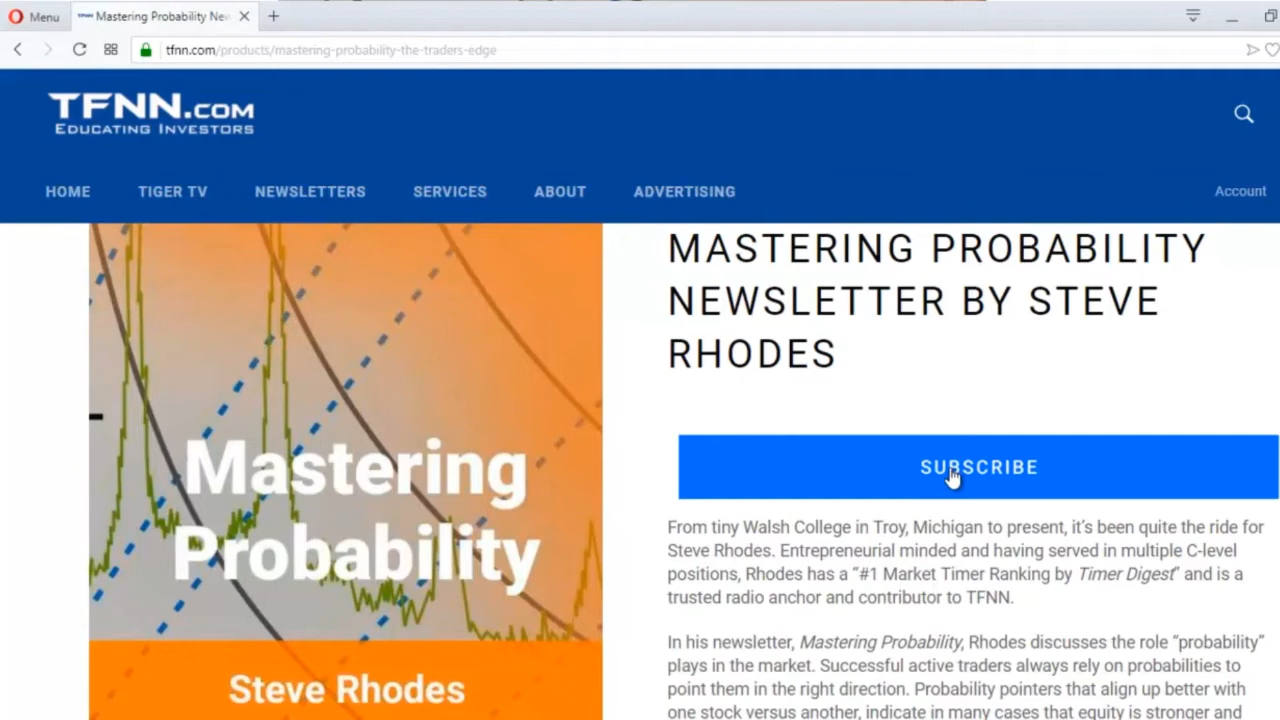 Menu
Mastering Probability New
tfnn.com/products/mastering-probability-the-traders-edge
TFNN.COM
EDUCATING INVESTORS
HOME
TIGER TV
NEWSLETTERS
SERVICES
ABOUT
ADVERTISING
Account
MASTERING PROBABILITY
NEWSLETTER BY STEVE
RHODES
SUBSCRIBE
Mastering
Probability
Steve Rhodes
From tiny Walsh College in Troy, Michigan to present, it's been quite the ride for
Steve Rhodes. Entrepreneurial minded and having served in multiple C-level
positions, Rhodes has a “#1 Market Timer Ranking by Timer Digest” and is a
trusted radio anchor and contributor to TFNN.
In his newsletter, Mastering Probability, Rhodes discusses the role “probability”
plays in the market. Successful active traders always rely on probabilities to
point them in the right direction. Probability pointers that align up better with
one stock versus another, indicate in many cases that equity is stronger and